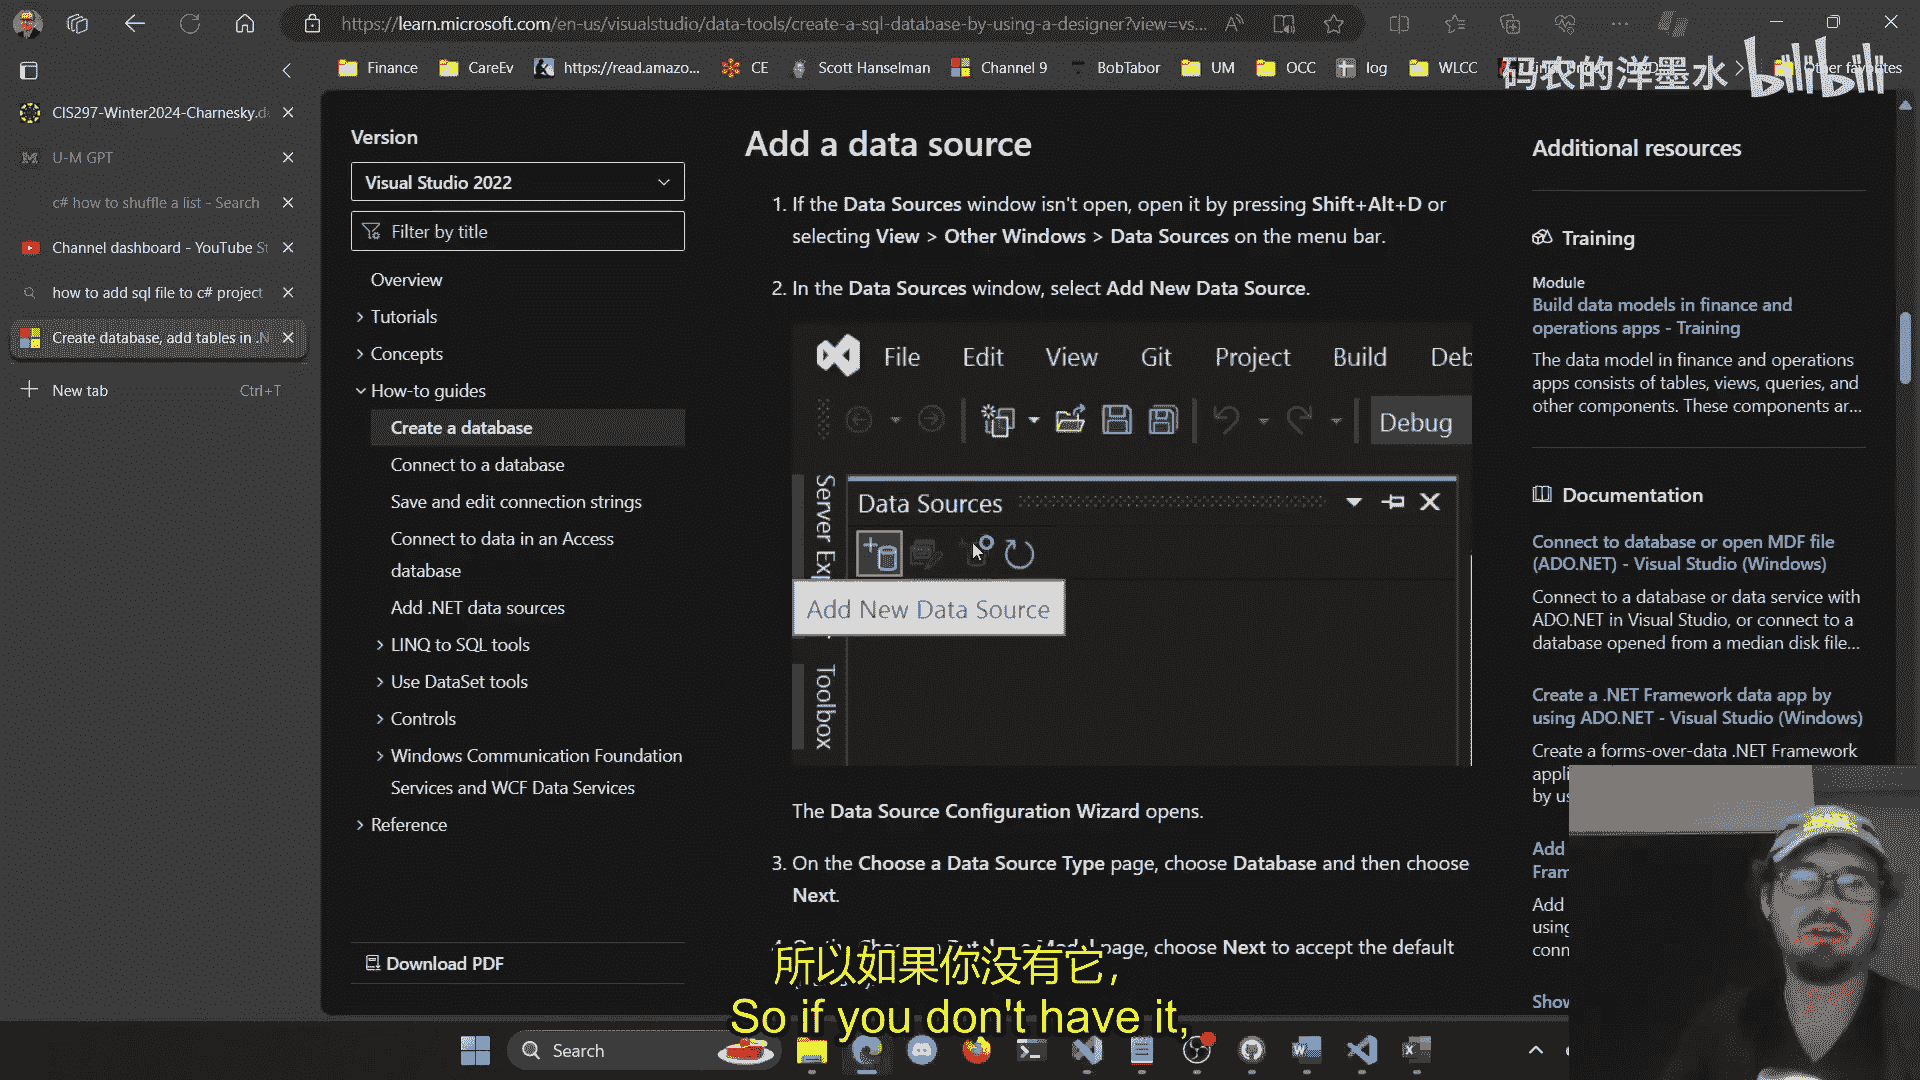 https://learn.microsoft.com/en-us/visualstudio/data-tools/create-a-sql-database-by-using-a-designer?view=vs...
Finance
CareEv
https://read.amazo...
CE
Scott Hanselman
Channel 9
BobTabor
UM
OCC
log
WLCC
Other favorites
码农的洋墨水
bilibili
CIS297-Winter2024-Charnesky.d
U-M GPT
c# how to shuffle a list - Search
Channel dashboard - YouTube St
how to add sql file to c# project
Create database, add tables in .N
New tab
Ctrl+T
Version
Visual Studio 2022
Filter by title
Overview
Tutorials
Concepts
How-to guides
Create a database
Connect to a database
Save and edit connection strings
Connect to data in an Access
database
Add .NET data sources
LINQ to SQL tools
Use DataSet tools
Controls
Windows Communication Foundation
Services and WCF Data Services
Reference
Download PDF
Add a data source
1. If the Data Sources window isn't open, open it by pressing Shift+Alt+D or
selecting View > Other Windows > Data Sources on the menu bar.
2. In the Data Sources window, select Add New Data Source.
File Edit View Git Project Build Deb
Debug
Server Exp
Data Sources
Add New Data Source
Toolbox
The Data Source Configuration Wizard opens.
3. On the Choose a Data Source Type page, choose Database and then choose
Next.
page, choose Next to accept the default
所以如果你没有它，
So if you don't have it,
Additional resources
Training
Module
Build data models in finance and
operations apps - Training
The data model in finance and operations
apps consists of tables, views, queries, and
other components. These components ar...
Documentation
Connect to database or open MDF file
(ADO.NET) - Visual Studio (Windows)
Connect to a database or data service with
ADO.NET in Visual Studio, or connect to a
database opened from a median disk file...
Create a .NET Framework data app by
using ADO.NET - Visual Studio (Windows)
Create a forms-over-data .NET Framework
appli
by us
Add
Fram
Add
using
conn
Show
Search